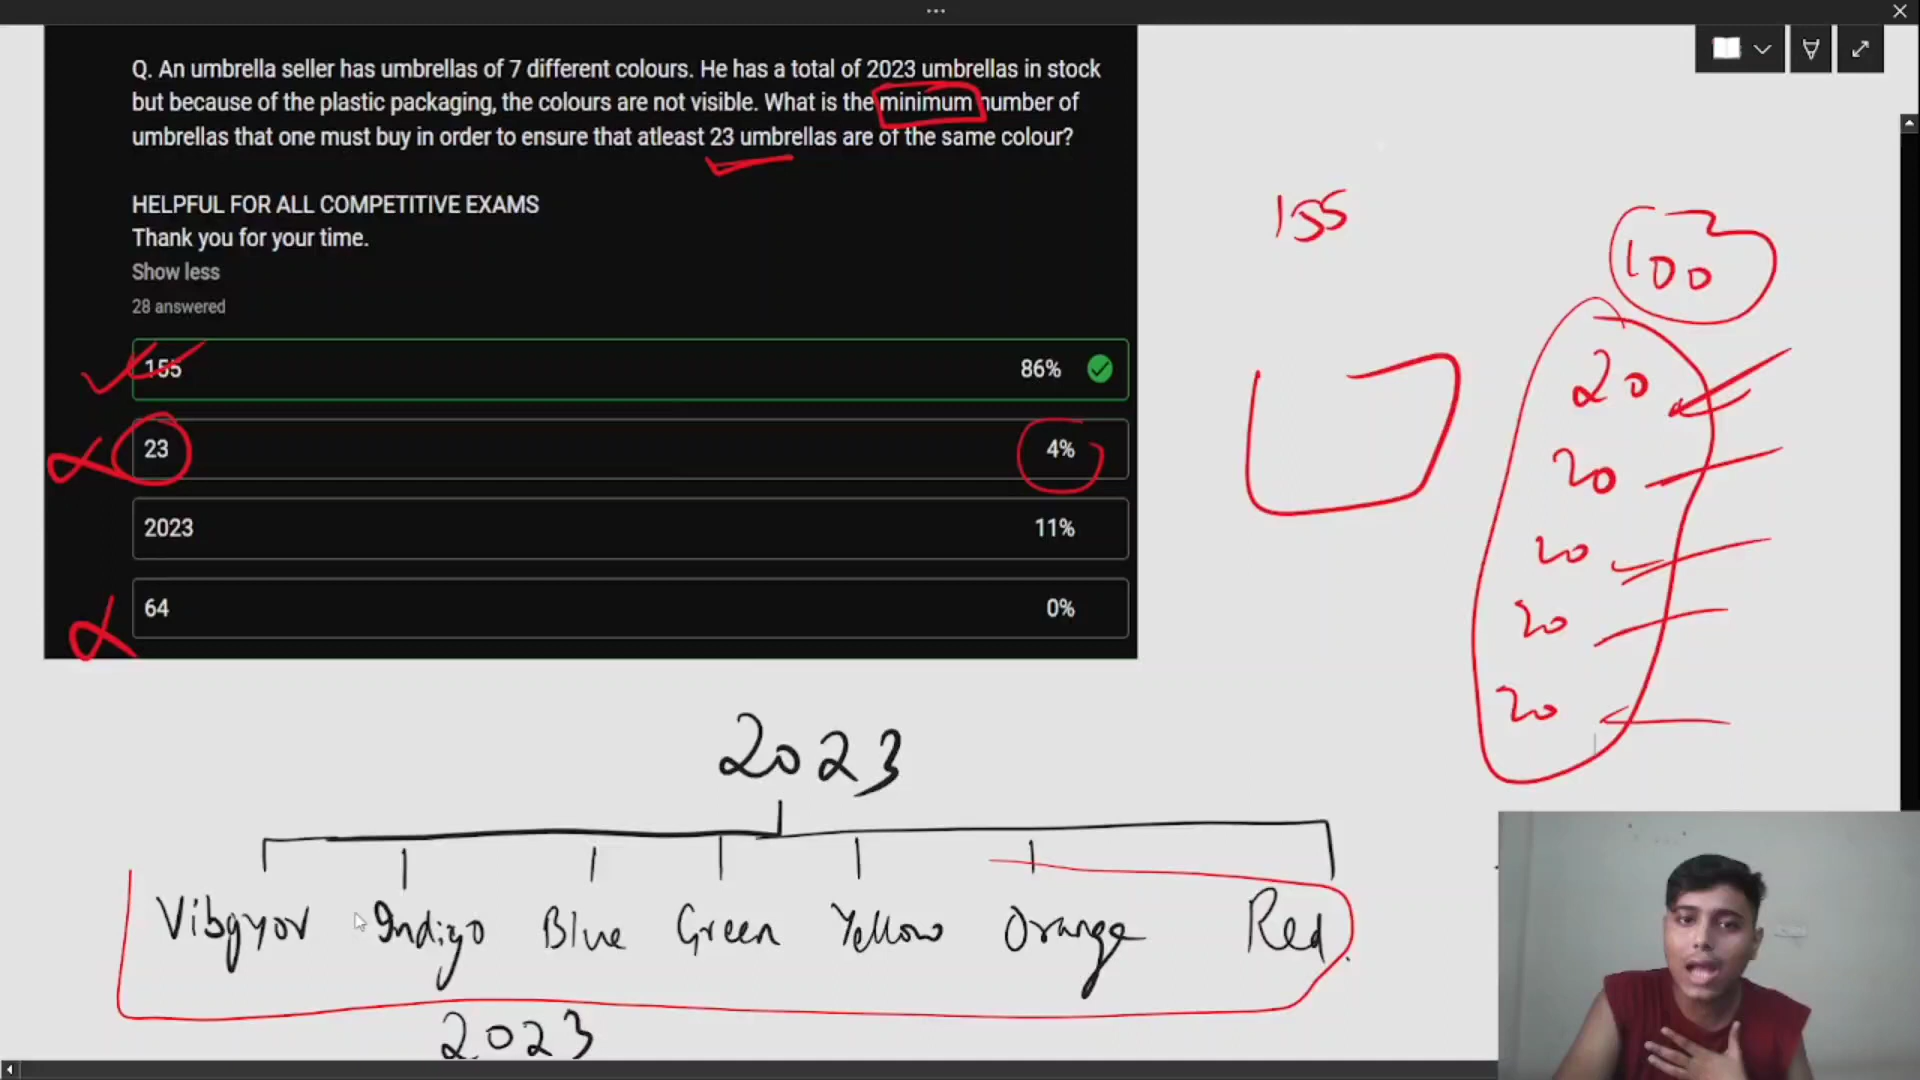 Q. An umbrella seller has umbrellas of 7 different colours. He has a total of 2023 umbrellas in stock
but because of the plastic packaging, the colours are not visible. What is the minimum number of
umbrellas that one must buy in order to ensure that atleast 23 umbrellas are of the same colour?
HELPFUL FOR ALL COMPETITIVE EXAMS
Thank you for your time.
Show less
28 answered
155 86%
23 4%
2023 11%
64 0%
155
100
20
20
20
20
20
2023
Vibgyor Indigo Blue Green Yellow Orange Red
2023